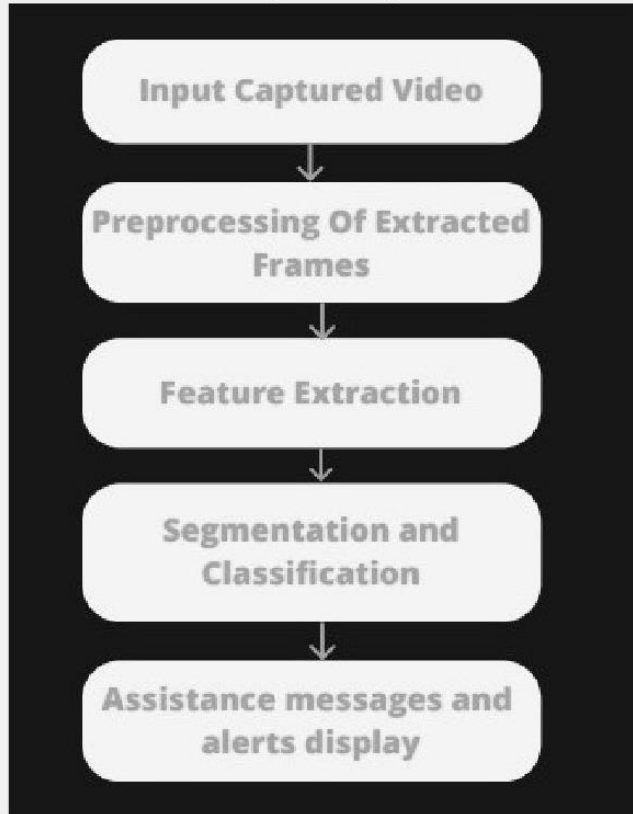 Input Captured Video
Preprocessing Of Extracted
Frames
Feature Extraction
Segmentation and
Classification
Assistance messages and
alerts display